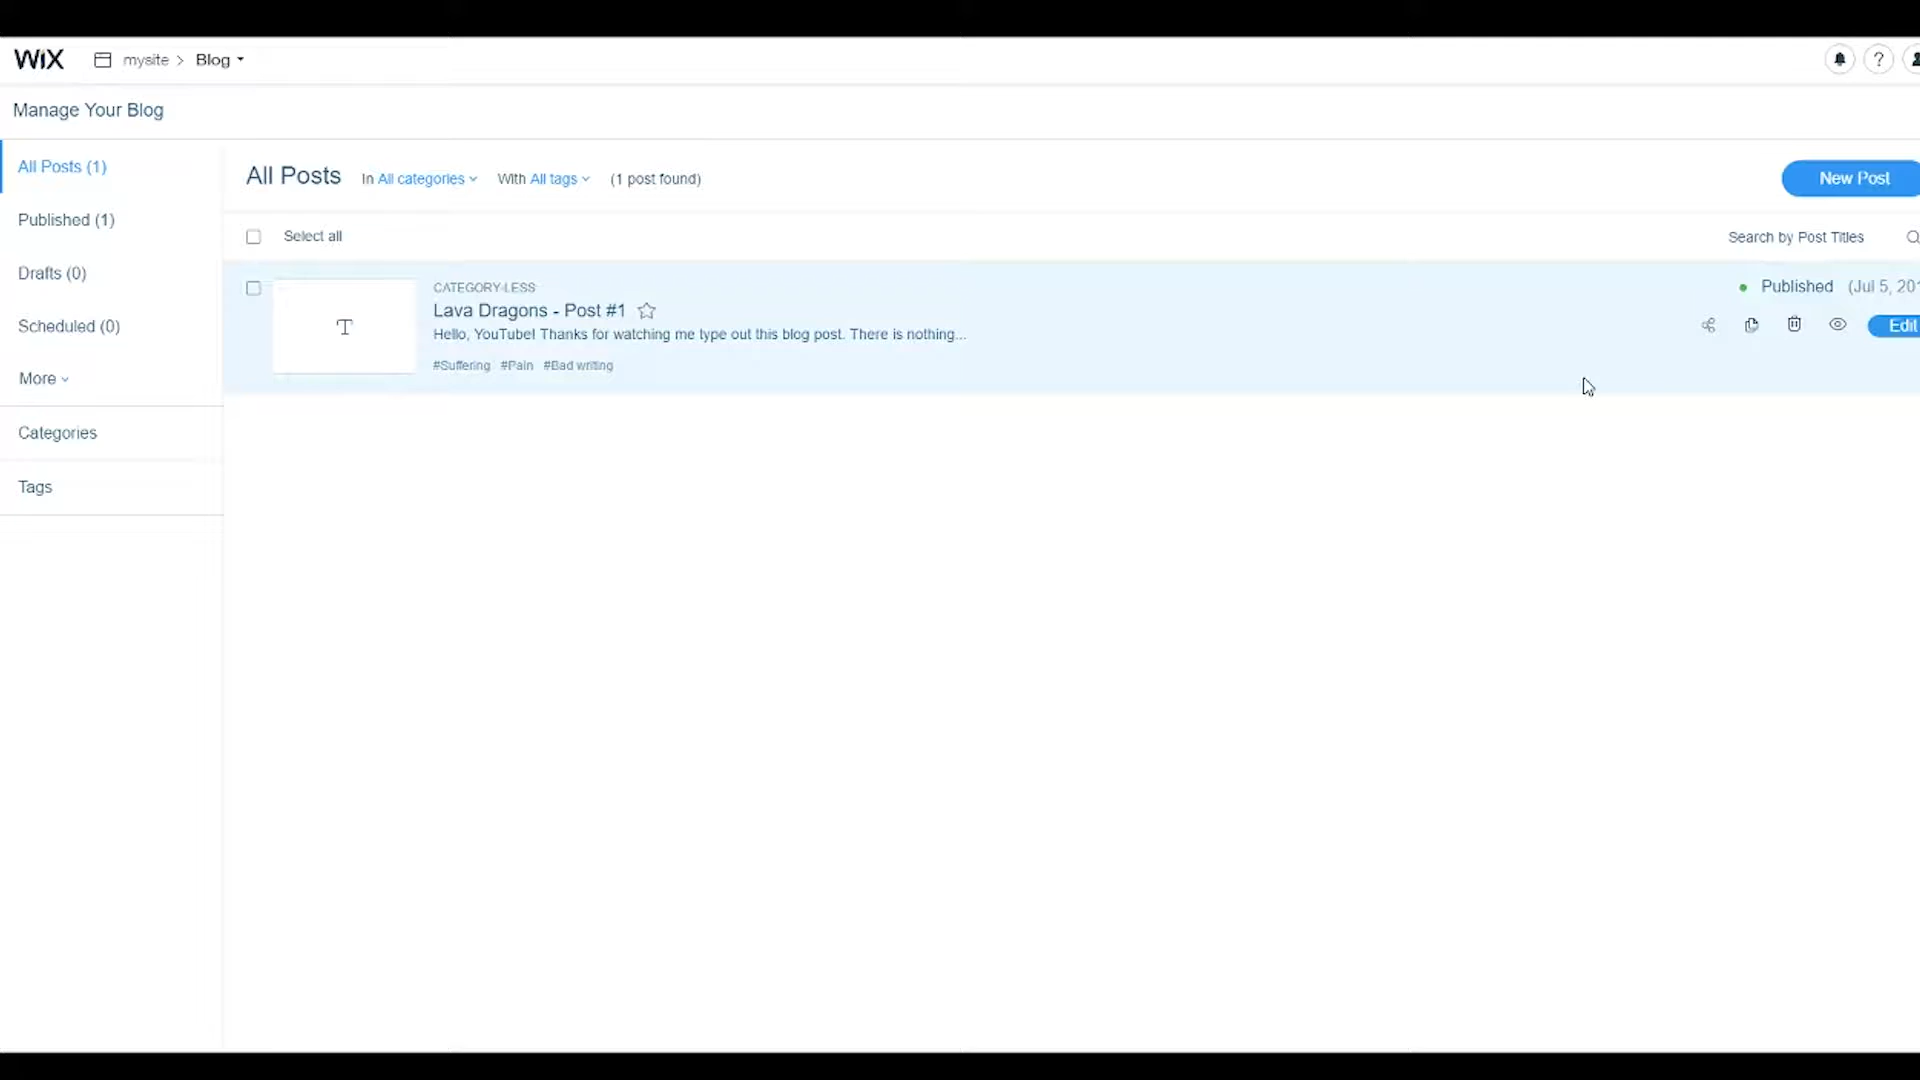 WiX mysite > Blog
Manage Your Blog
All Posts (1)
Published (1)
Drafts (0)
Scheduled (0)
More
Categories
Tags
All Posts In All categories With All tags (1 post found)
New Post
Select all
Search by Post Titles
CATEGORY-LESS
Lava Dragons - Post #1
Hello, YouTube! Thanks for watching me type out this blog post. There is nothing...
#Suffering #Pain #Bad writing
Published (Jul 5, 201
Edit